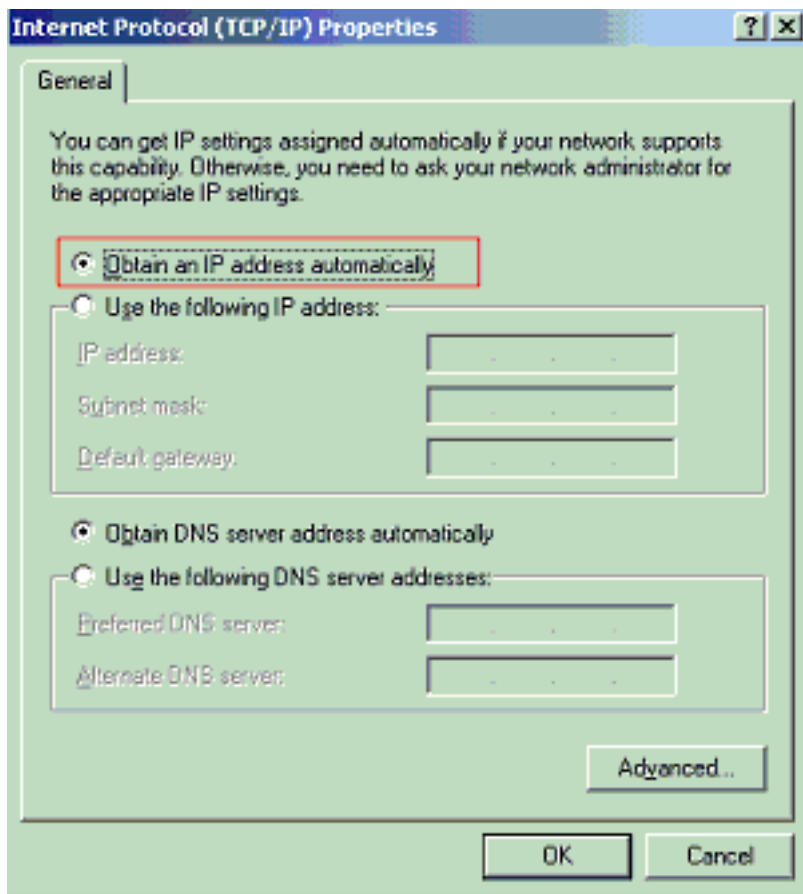 Internet Protocol (TCP/IP) Properties
General
You can get IP settings assigned automatically if your network supports
this capability. Otherwise, you need to ask your network administrator for
the appropriate IP settings.
Obtain an IP address automatically
Use the following IP address:
IP address:
Subnet mask:
Default gateway:
Obtain DNS server address automatically
Use the following DNS server addresses:
Preferred DNS server:
Alternate DNS server:
Advanced...
OK
Cancel